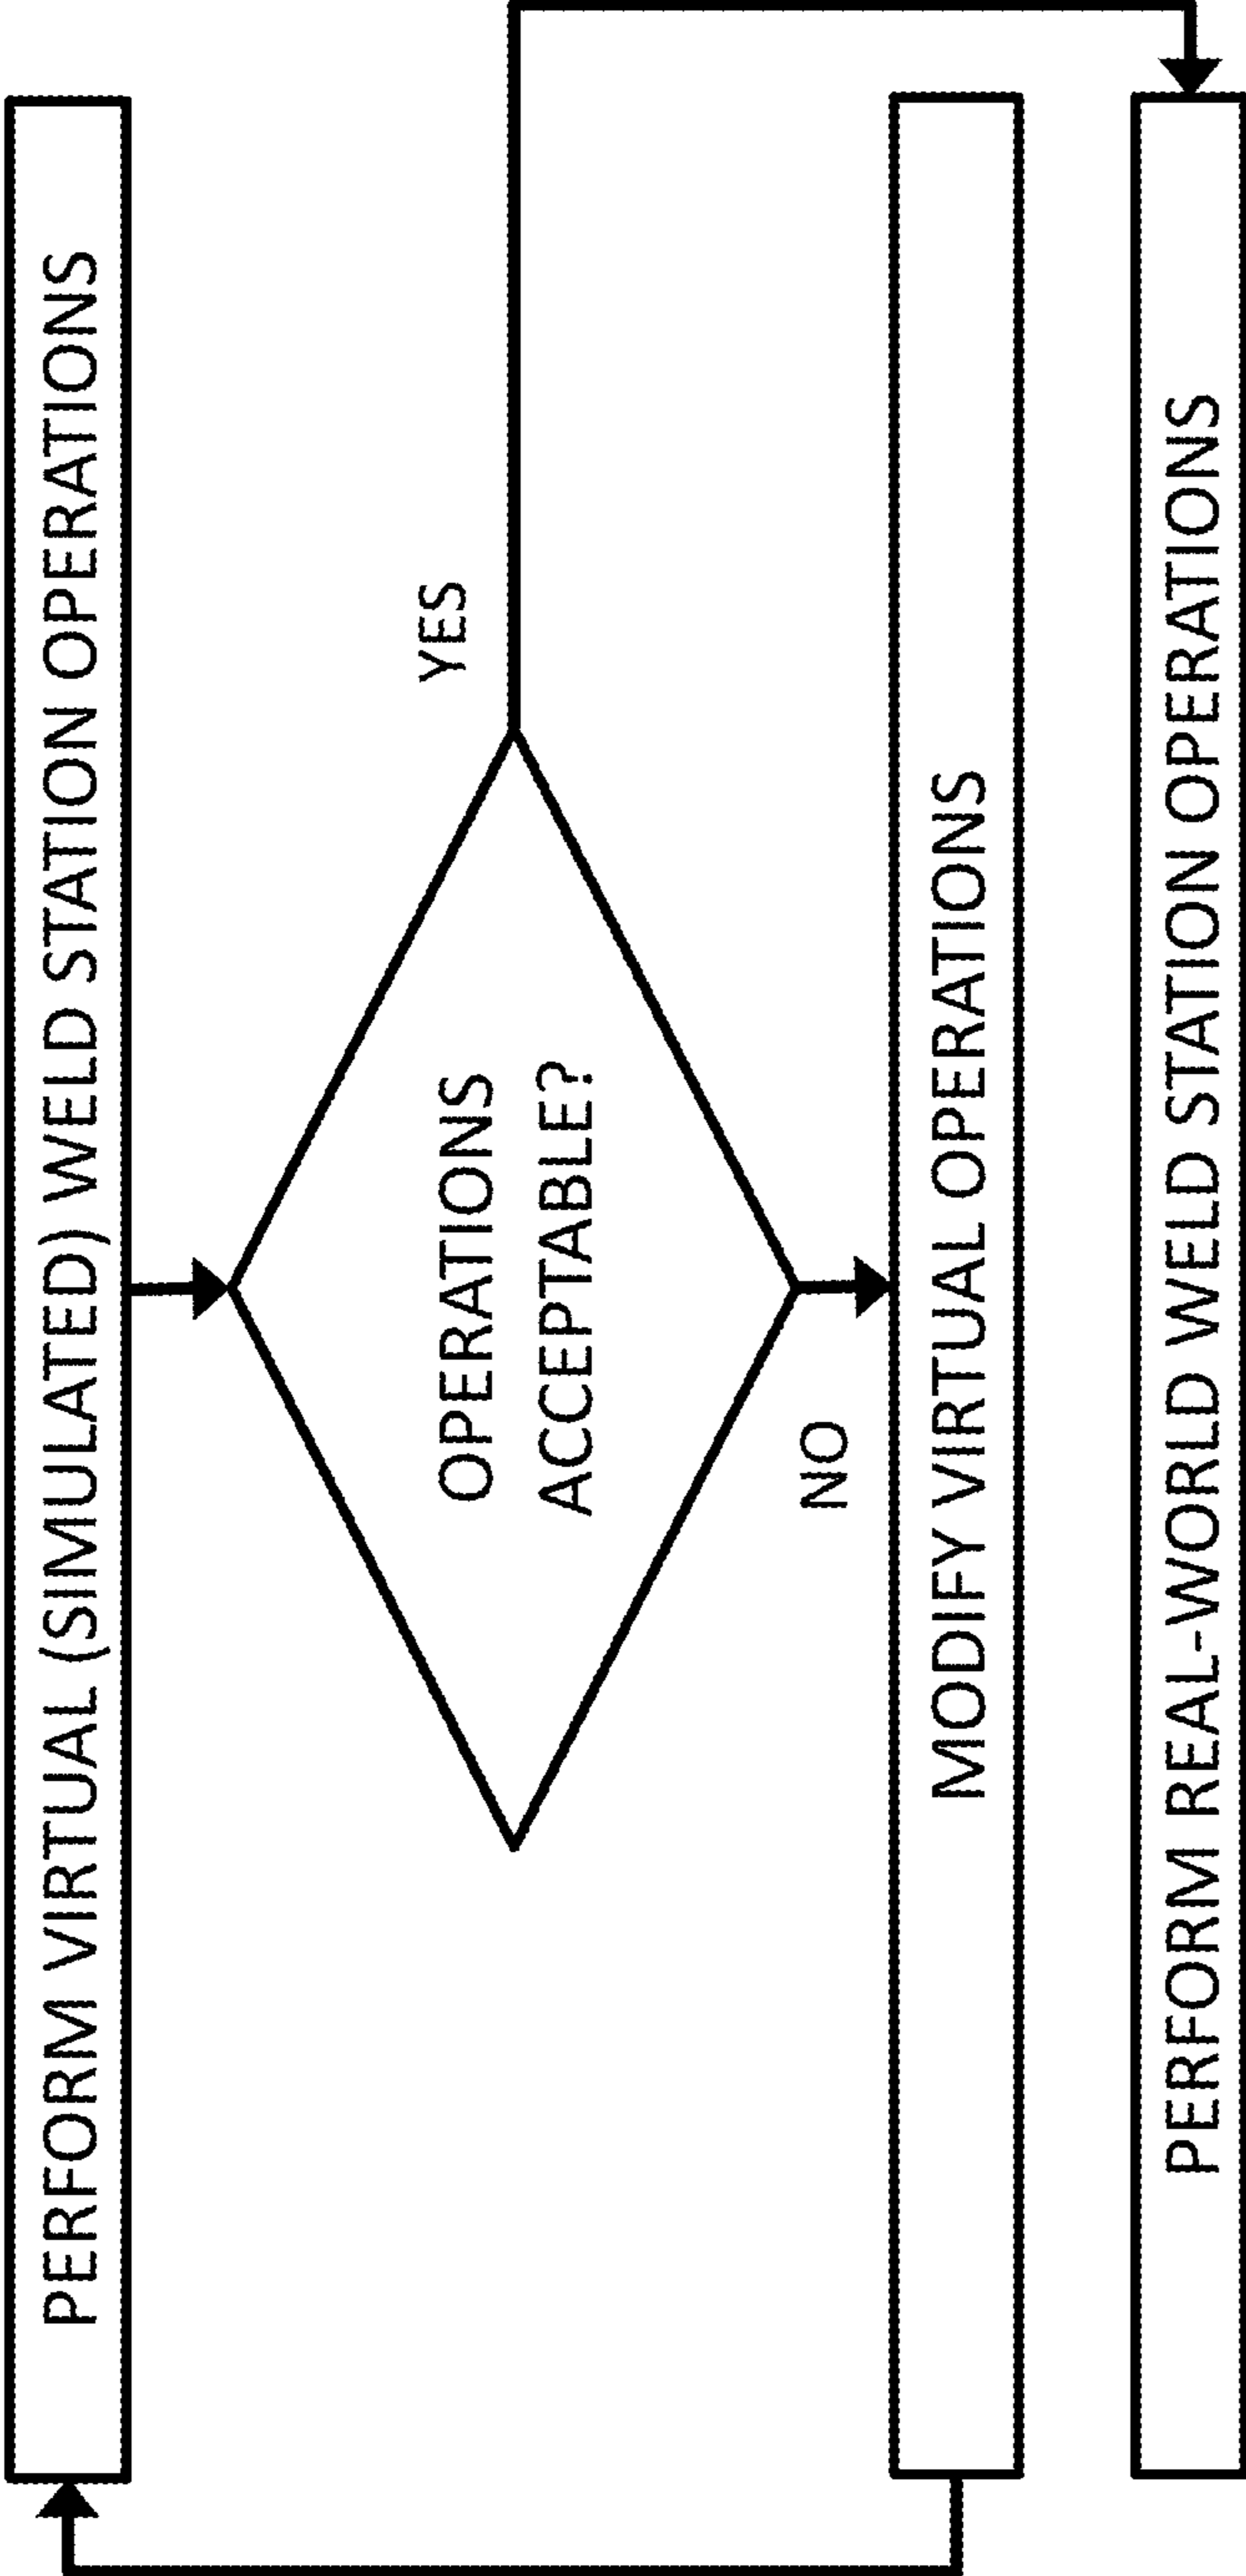 PERFORM VIRTUAL (SIMULATED) WELD STATION OPERATIONS
OPERATIONS
ACCEPTABLE?
YES
NO
MODIFY VIRTUAL OPERATIONS
PERFORM REAL-WORLD WELD STATION OPERATIONS